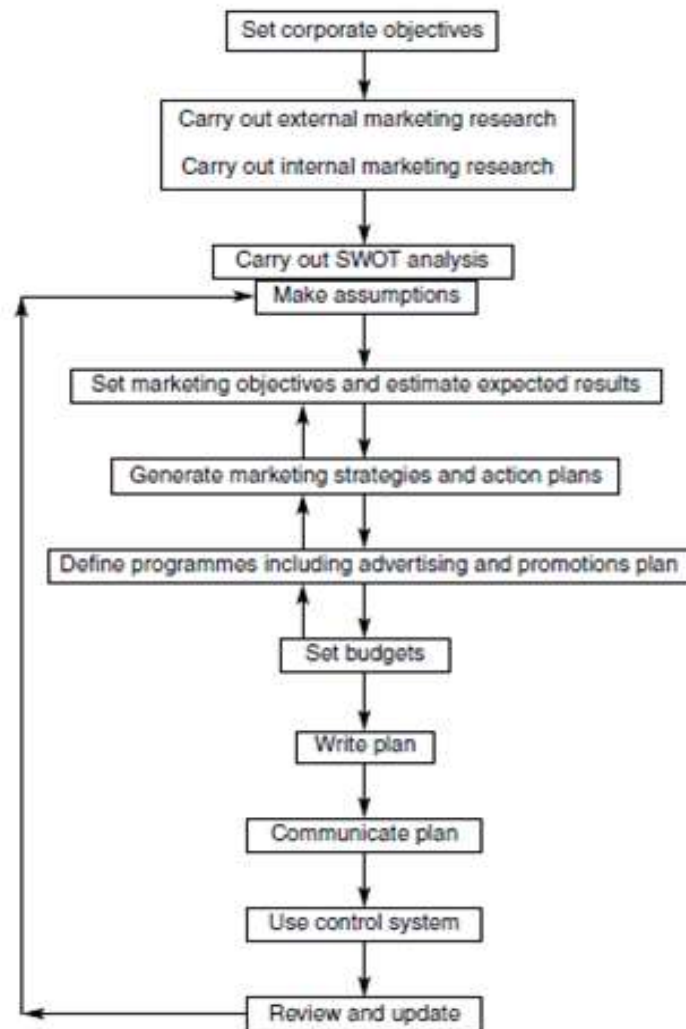 Set corporate objectives
Carry out external marketing research
Carry out internal marketing research
Carry out SWOT analysis
Make assumptions
Set marketing objectives and estimate expected results
Generate marketing strategies and action plans
Define programmes including advertising and promotions plan
Set budgets
Write plan
Communicate plan
Use control system
Review and update